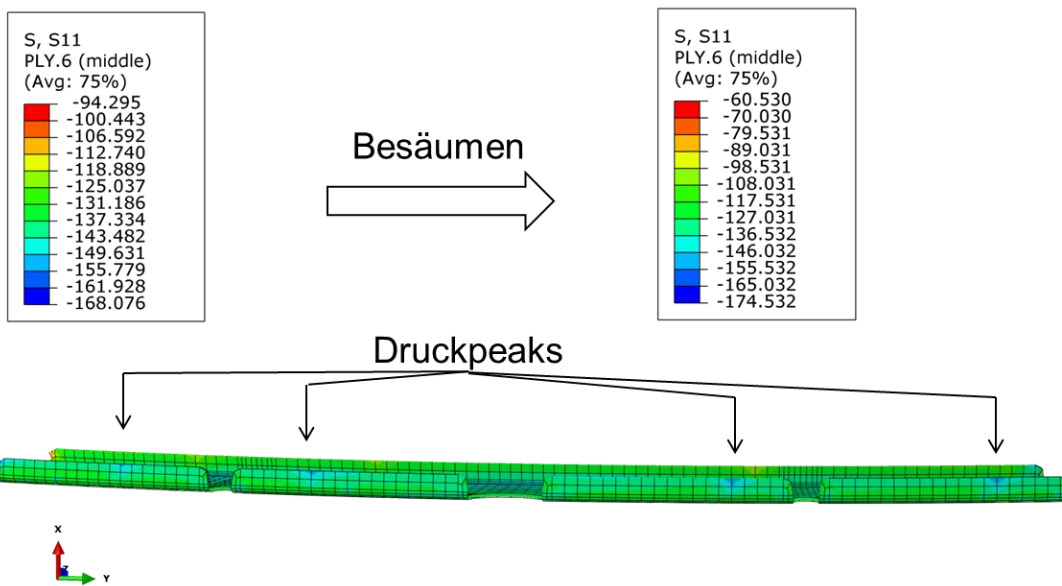 S, S11
PLY.6 (middle)
(Avg: 75%)
-94.295
-100.443
-106.592
-112.740
-118.889
-125.037
-131.186
-137.334
-143.482
-149.631
-155.779
-161.928
-168.076
Besäumen
S, S11
PLY.6 (middle)
(Avg: 75%)
-60.530
-70.030
-79.531
-89.031
-98.531
-108.031
-117.531
-127.031
-136.532
-146.032
-155.532
-165.032
-174.532
Druckpeaks
X
Z
Y